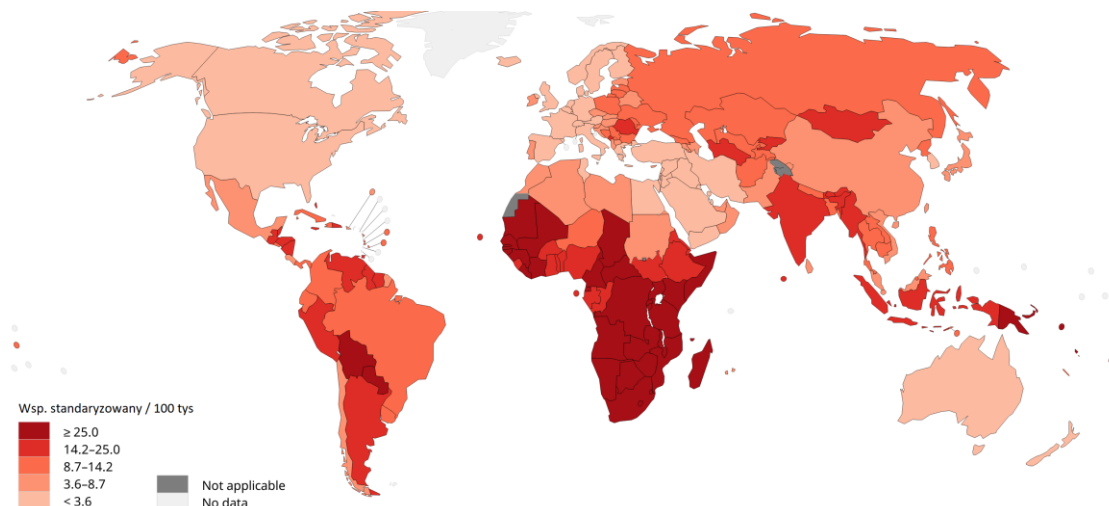 Wsp. standaryzowany / 100 tys
≥ 25.0
14.2–25.0
8.7–14.2
3.6–8.7
< 3.6
Not applicable
No data